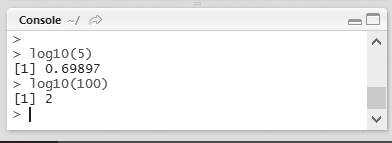 Console ~/
>
> log10(5)
[1] 0.69897
> log10(100)
[1] 2
>